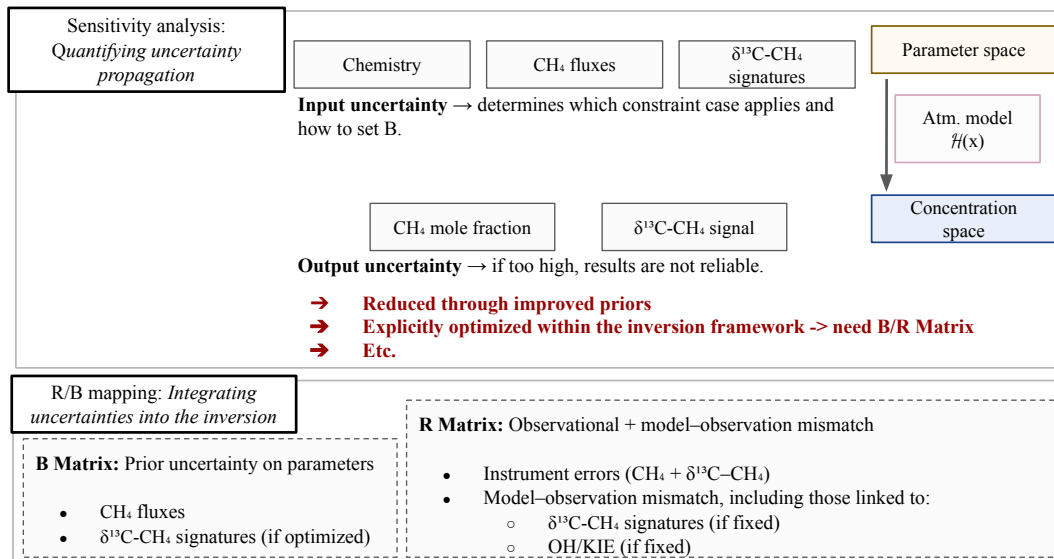 Sensitivity analysis:
Quantifying uncertainty
propagation
Chemistry
CH₄ fluxes
δ¹³C-CH₄
signatures
Parameter space
Input uncertainty → determines which constraint case applies and
how to set B.
Atm. model
ℋ(x)
CH₄ mole fraction
δ¹³C-CH₄ signal
Concentration
space
Output uncertainty → if too high, results are not reliable.
➔ Reduced through improved priors
➔ Explicitly optimized within the inversion framework -> need B/R Matrix
➔ Etc.
R/B mapping: Integrating
uncertainties into the inversion
B Matrix: Prior uncertainty on parameters
● CH₄ fluxes
● δ¹³C-CH₄ signatures (if optimized)
R Matrix: Observational + model–observation mismatch
● Instrument errors (CH₄ + δ¹³C–CH₄)
● Model–observation mismatch, including those linked to:
○ δ¹³C-CH₄ signatures (if fixed)
○ OH/KIE (if fixed)